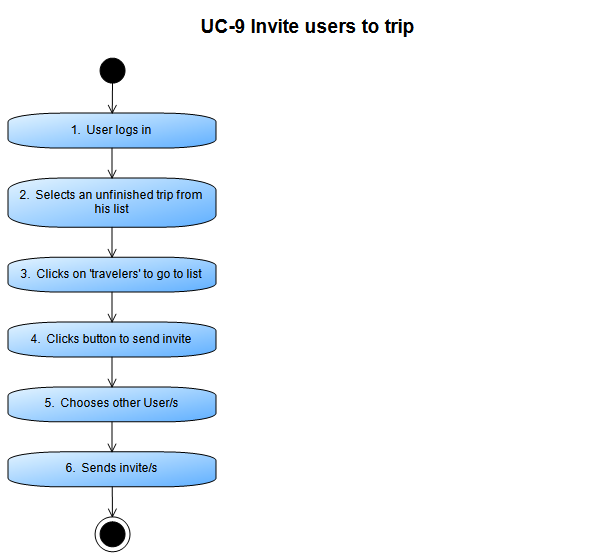 UC-9 Invite users to trip
1. User logs in
2. Selects an unfinished trip from
his list
3. Clicks on 'travelers' to go to list
4. Clicks button to send invite
5. Chooses other User/s
6. Sends invite/s